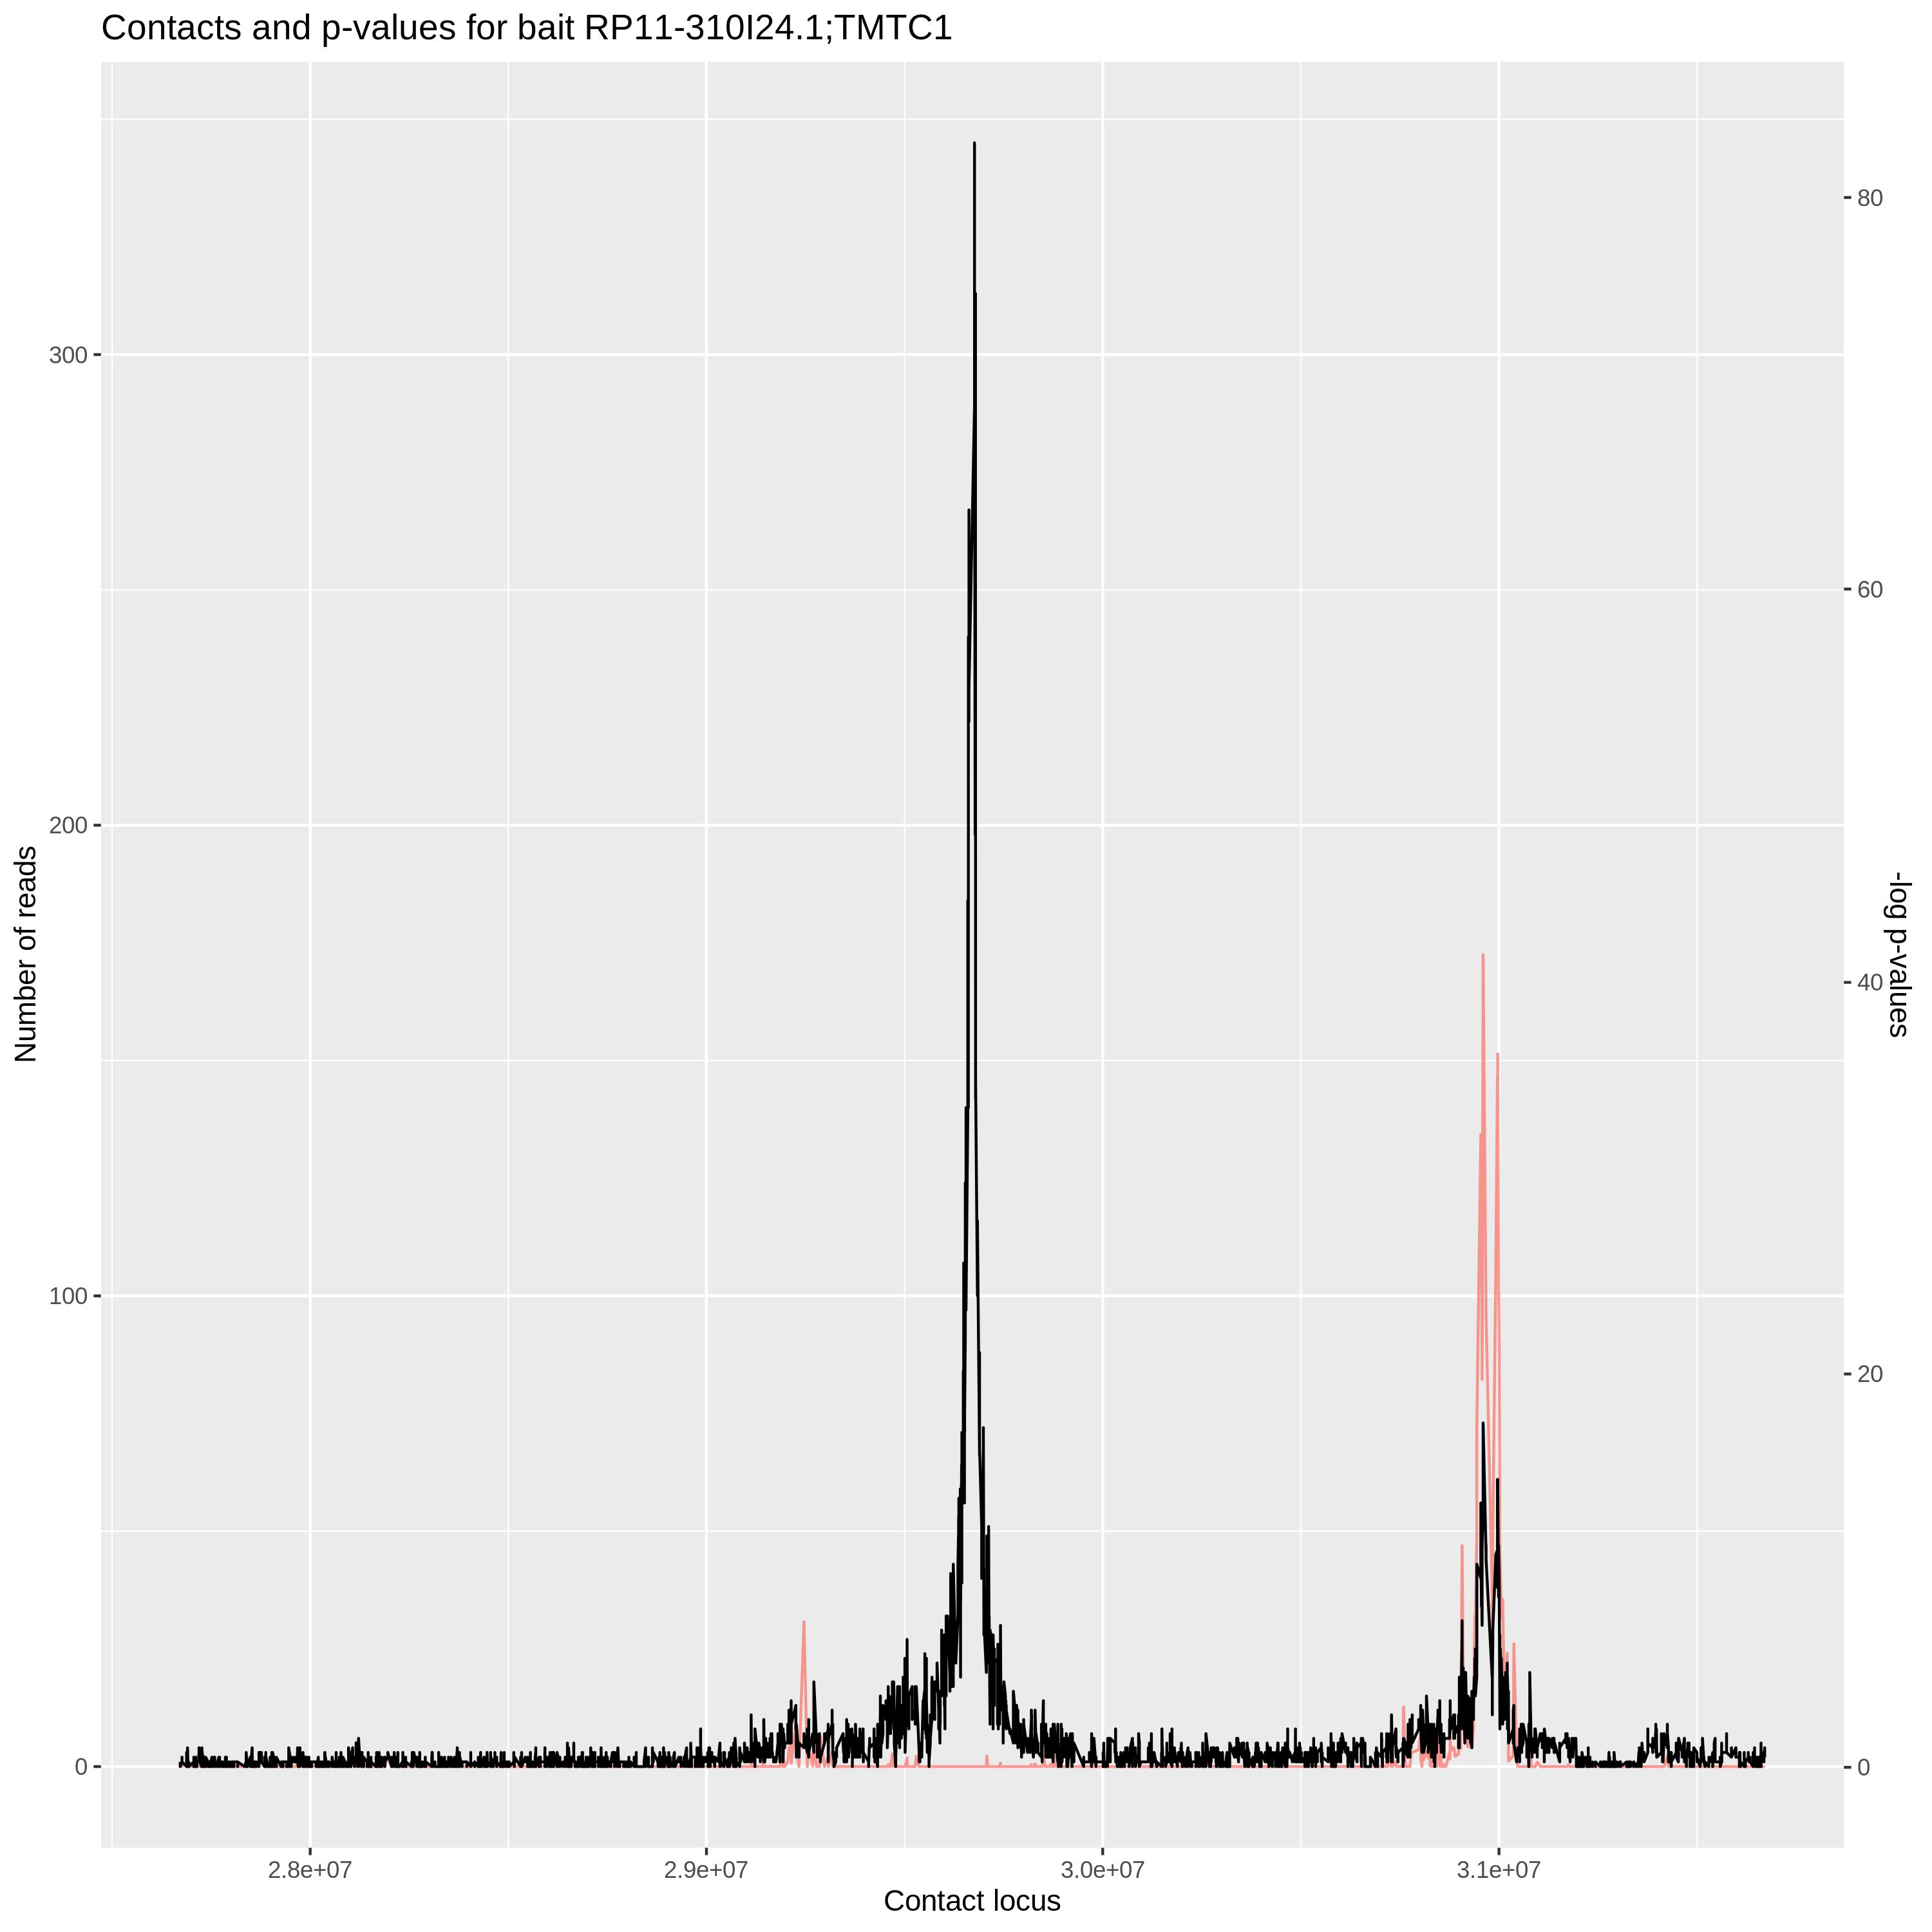 Contacts and p-values for bait RP11-310I24.1;TMTC1
Number of reads
300
200
100
0
80
60
40
20
0
-log p-values
2.8e+07 2.9e+07 3.0e+07 3.1e+07
Contact locus